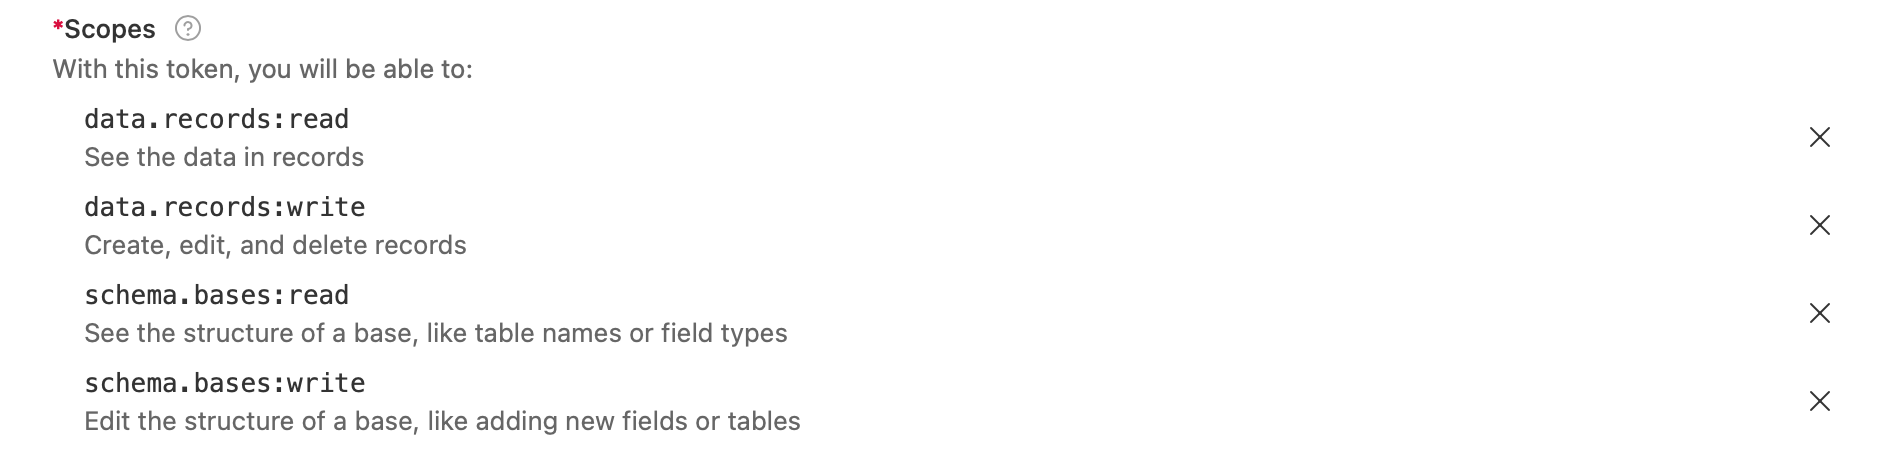 *Scopes ?
With this token, you will be able to:
data.records:read
See the data in records
data.records:write
Create, edit, and delete records
schema.bases:read
See the structure of a base, like table names or field types
schema.bases:write
Edit the structure of a base, like adding new fields or tables